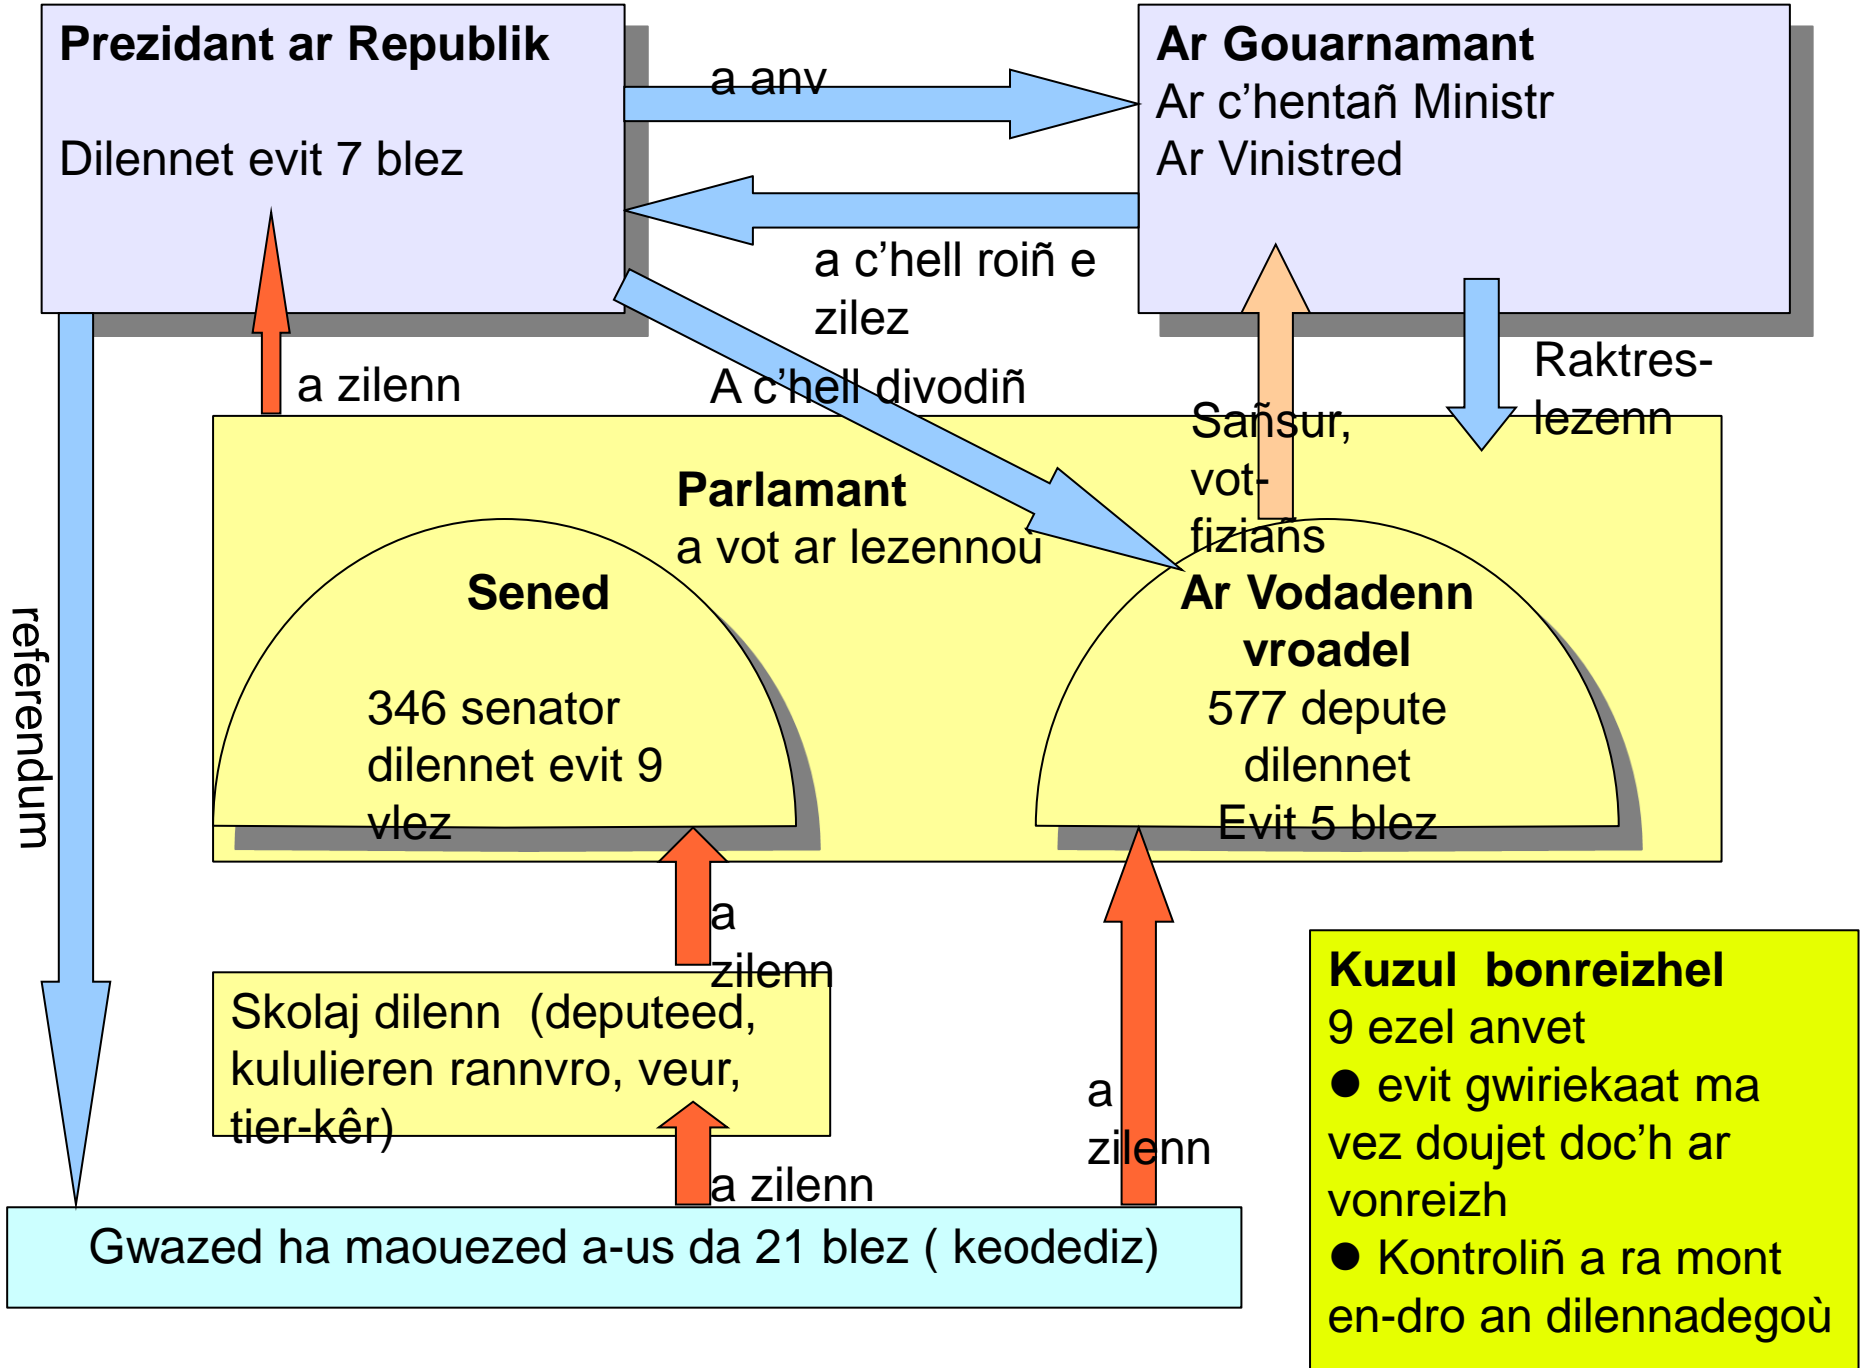 Prezidant ar Republik
Dilennet evit 7 blez
a anv
Ar Gouarnamant
Ar c’hentañ Ministr
Ar Vinistred
a c’hell roiñ e
zilez
a zilenn
A c’hell divodiñ
Sañsur,
vot-
fiziañs
Raktres-
lezenn
Parlamant
a vot ar lezennoù
Sened
346 senator
dilennet evit 9
vlez
Ar Vodadenn
vroadel
577 depute
dilennet
Evit 5 blez
referendum
a
zilenn
Skolaj dilenn (deputeed,
kululieren rannvro, veur,
tier-kêr)
a zilenn
a
zilenn
Gwazed ha maouezed a-us da 21 blez ( keodediz)
Kuzul bonreizhel
9 ezel anvet
● evit gwiriekaat ma
vez doujet doc’h ar
vonreizh
● Kontroliñ a ra mont
en-dro an dilennadegoù